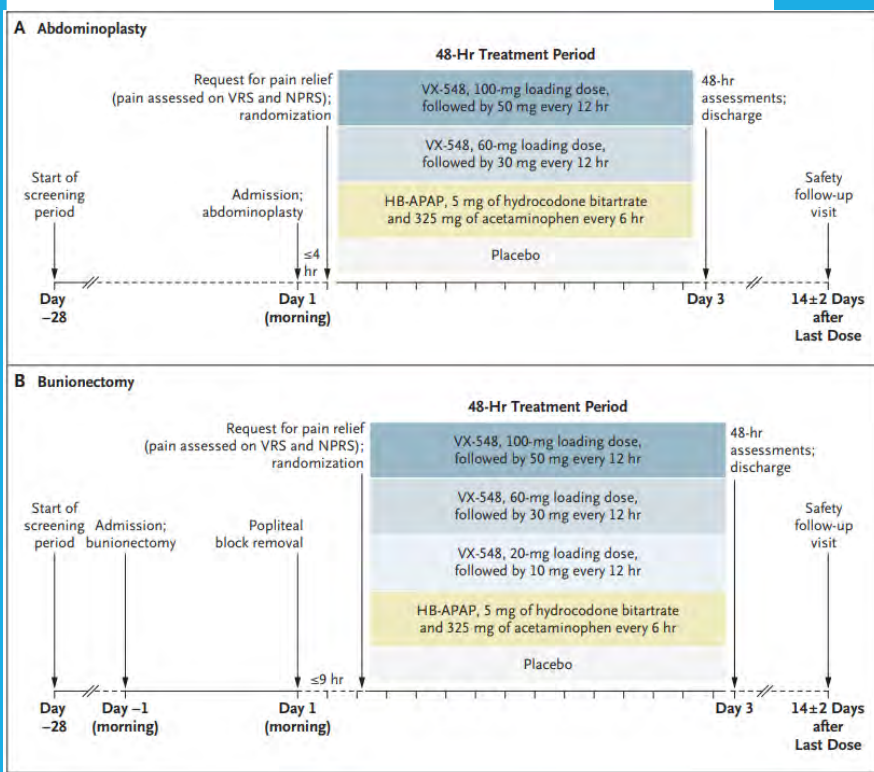 A Abdominoplasty
48-Hr Treatment Period
Request for pain relief
(pain assessed on VRS and NPRS);
randomization
VX-548, 100-mg loading dose,
followed by 50 mg every 12 hr
48-hr
assessments;
discharge
VX-548, 60-mg loading dose,
followed by 30 mg every 12 hr
Start of
screening
period
Admission;
abdominoplasty
HB-APAP, 5 mg of hydrocodone bitartrate
and 325 mg of acetaminophen every 6 hr
Safety
follow-up
visit
≤4
hr
Placebo
Day
−28
Day 1
(morning)
Day 3
14±2 Days
after
Last Dose
B Bunionectomy
48-Hr Treatment Period
Request for pain relief
(pain assessed on VRS and NPRS);
randomization
VX-548, 100-mg loading dose,
followed by 50 mg every 12 hr
48-hr
assessments;
discharge
VX-548, 60-mg loading dose,
followed by 30 mg every 12 hr
Start of
screening
period
Admission;
bunionectomy
Popliteal
block removal
VX-548, 20-mg loading dose,
followed by 10 mg every 12 hr
Safety
follow-up
visit
HB-APAP, 5 mg of hydrocodone bitartrate
and 325 mg of acetaminophen every 6 hr
Placebo
≤9 hr
Day
−28
Day −1
(morning)
Day 1
(morning)
Day 3
14±2 Days
after
Last Dose